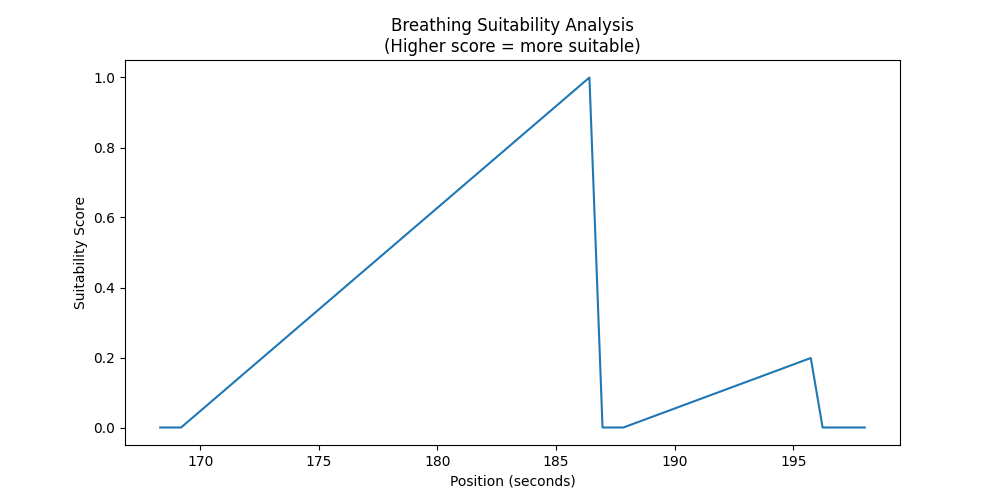 Breathing Suitability Analysis
(Higher score = more suitable)
Suitability Score
1.0
0.8
0.6
0.4
0.2
0.0
170 175 180 185 190 195
Position (seconds)